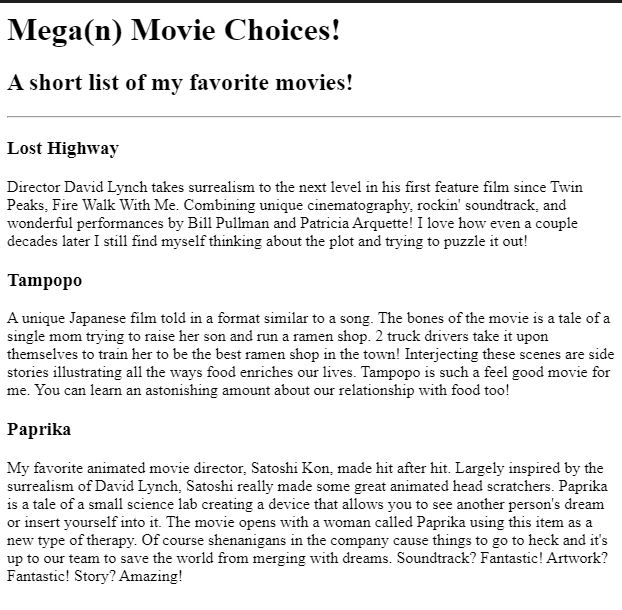 Mega(n) Movie Choices!
A short list of my favorite movies!
Lost Highway
Director David Lynch takes surrealism to the next level in his first feature film since Twin
Peaks, Fire Walk With Me. Combining unique cinematography, rockin' soundtrack, and
wonderful performances by Bill Pullman and Patricia Arquette! I love how even a couple
decades later I still find myself thinking about the plot and trying to puzzle it out!
Tampopo
A unique Japanese film told in a format similar to a song. The bones of the movie is a tale of a
single mom trying to raise her son and run a ramen shop. 2 truck drivers take it upon
themselves to train her to be the best ramen shop in the town! Interjecting these scenes are side
stories illustrating all the ways food enriches our lives. Tampopo is such a feel good movie for
me. You can learn an astonishing amount about our relationship with food too!
Paprika
My favorite animated movie director, Satoshi Kon, made hit after hit. Largely inspired by the
surrealism of David Lynch, Satoshi really made some great animated head scratchers. Paprika
is a tale of a small science lab creating a device that allows you to see another person's dream
or insert yourself into it. The movie opens with a woman called Paprika using this item as a
new type of therapy. Of course shenanigans in the company cause things to go to heck and it's
up to our team to save the world from merging with dreams. Soundtrack? Fantastic! Artwork?
Fantastic! Story? Amazing!